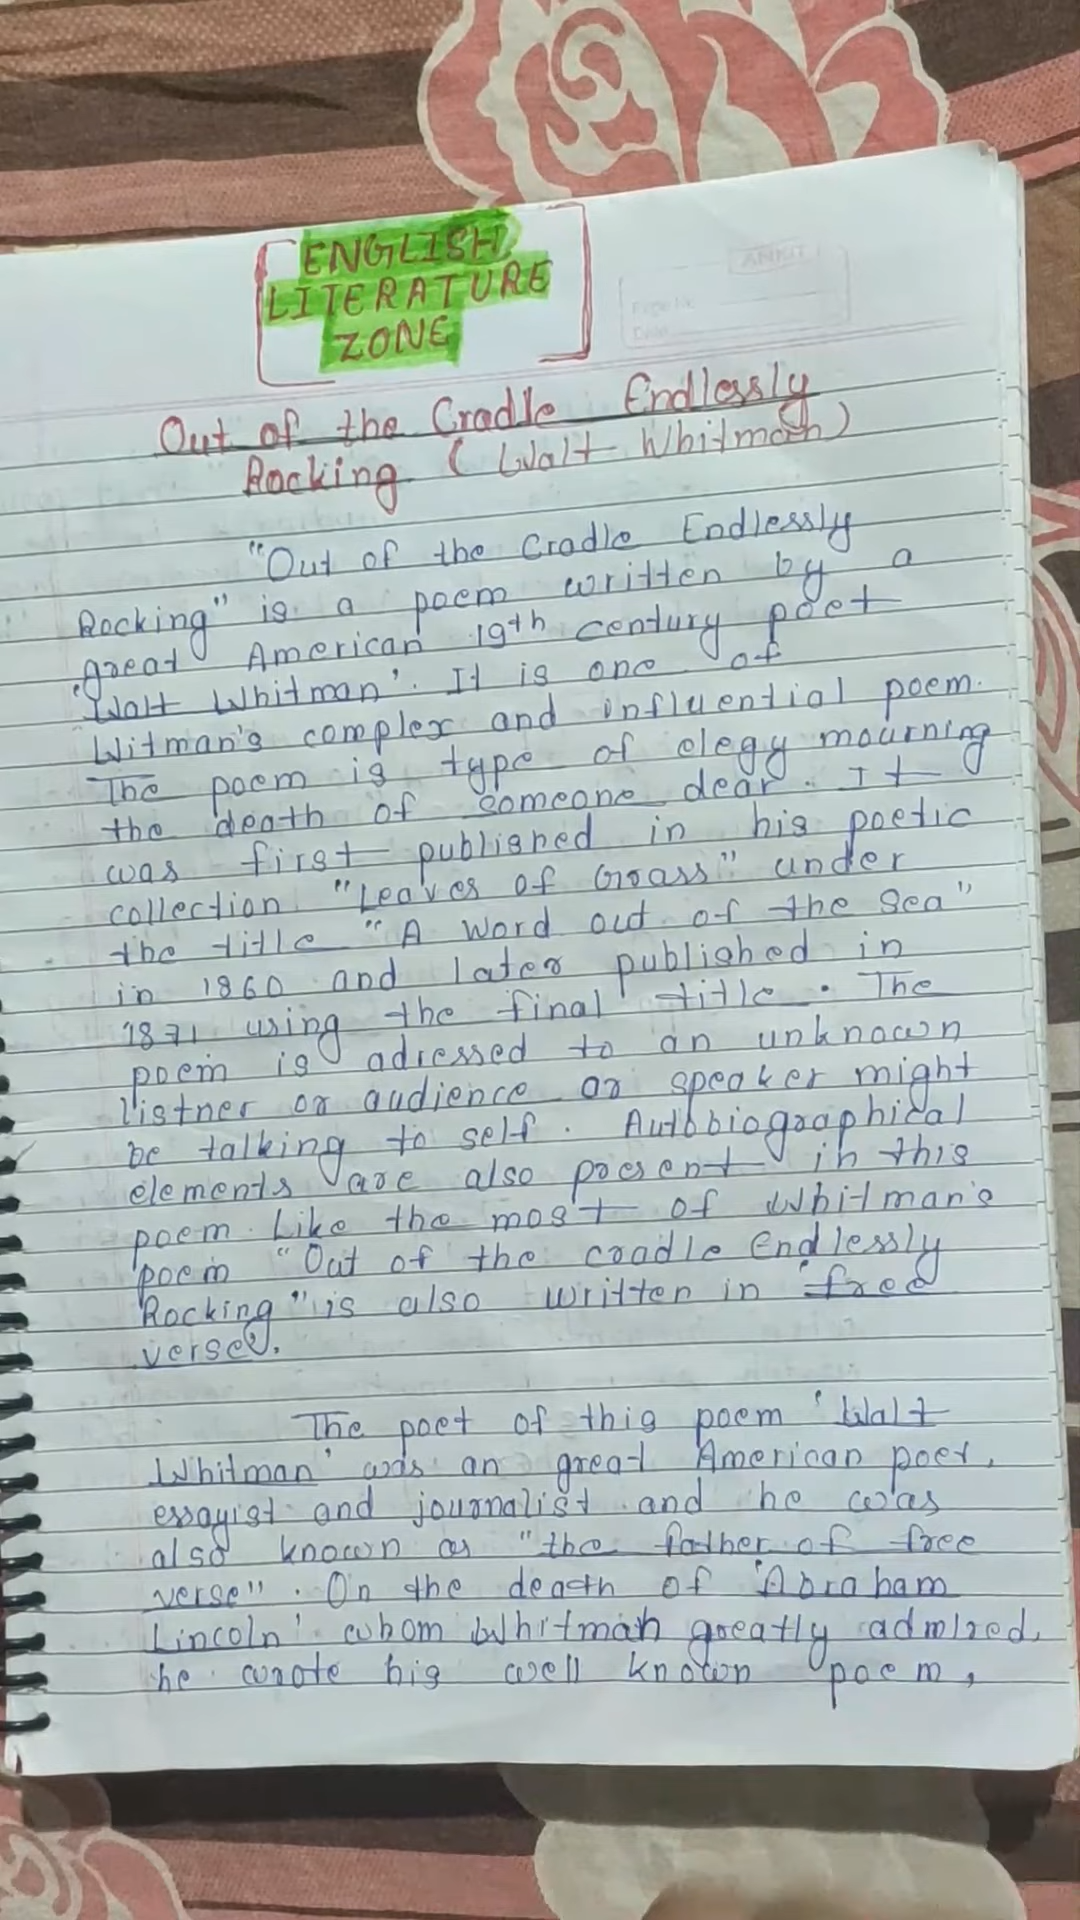 ENGLISH
LITERATURE
ZONE
ANKIT
Page No
Date
Out of the Cradle Endlessly
Rocking (Walt Whitman)
"Out of the Cradle Endlessly
Rocking" is a poem written by a
great American 19th century poet
'Walt Whitman'. It is one of
Witman's complex and influential poem.
The poem is type of elegy mourning
the death of someone dear. It
was first published in his poetic
collection "Leaves of Grass" under
the title "A Word out of the Sea"
in 1860 and later published in
1871 using the final title. The
poem is adressed to an unknown
listner or audience or speaker might
be talking to self. Autobiographical
elements are also present in this
poem. Like the most of Whitman's
poem "Out of the cradle Endlessly
Rocking" is also written in 'free
verse'.
The poet of this poem 'Walt
Whitman' was an great American poet,
essayist and journalist and he was
also known as "the father of free
verse". On the death of 'Abraham
Lincoln' whom Whitman greatly admired,
he wrote his well known poem,